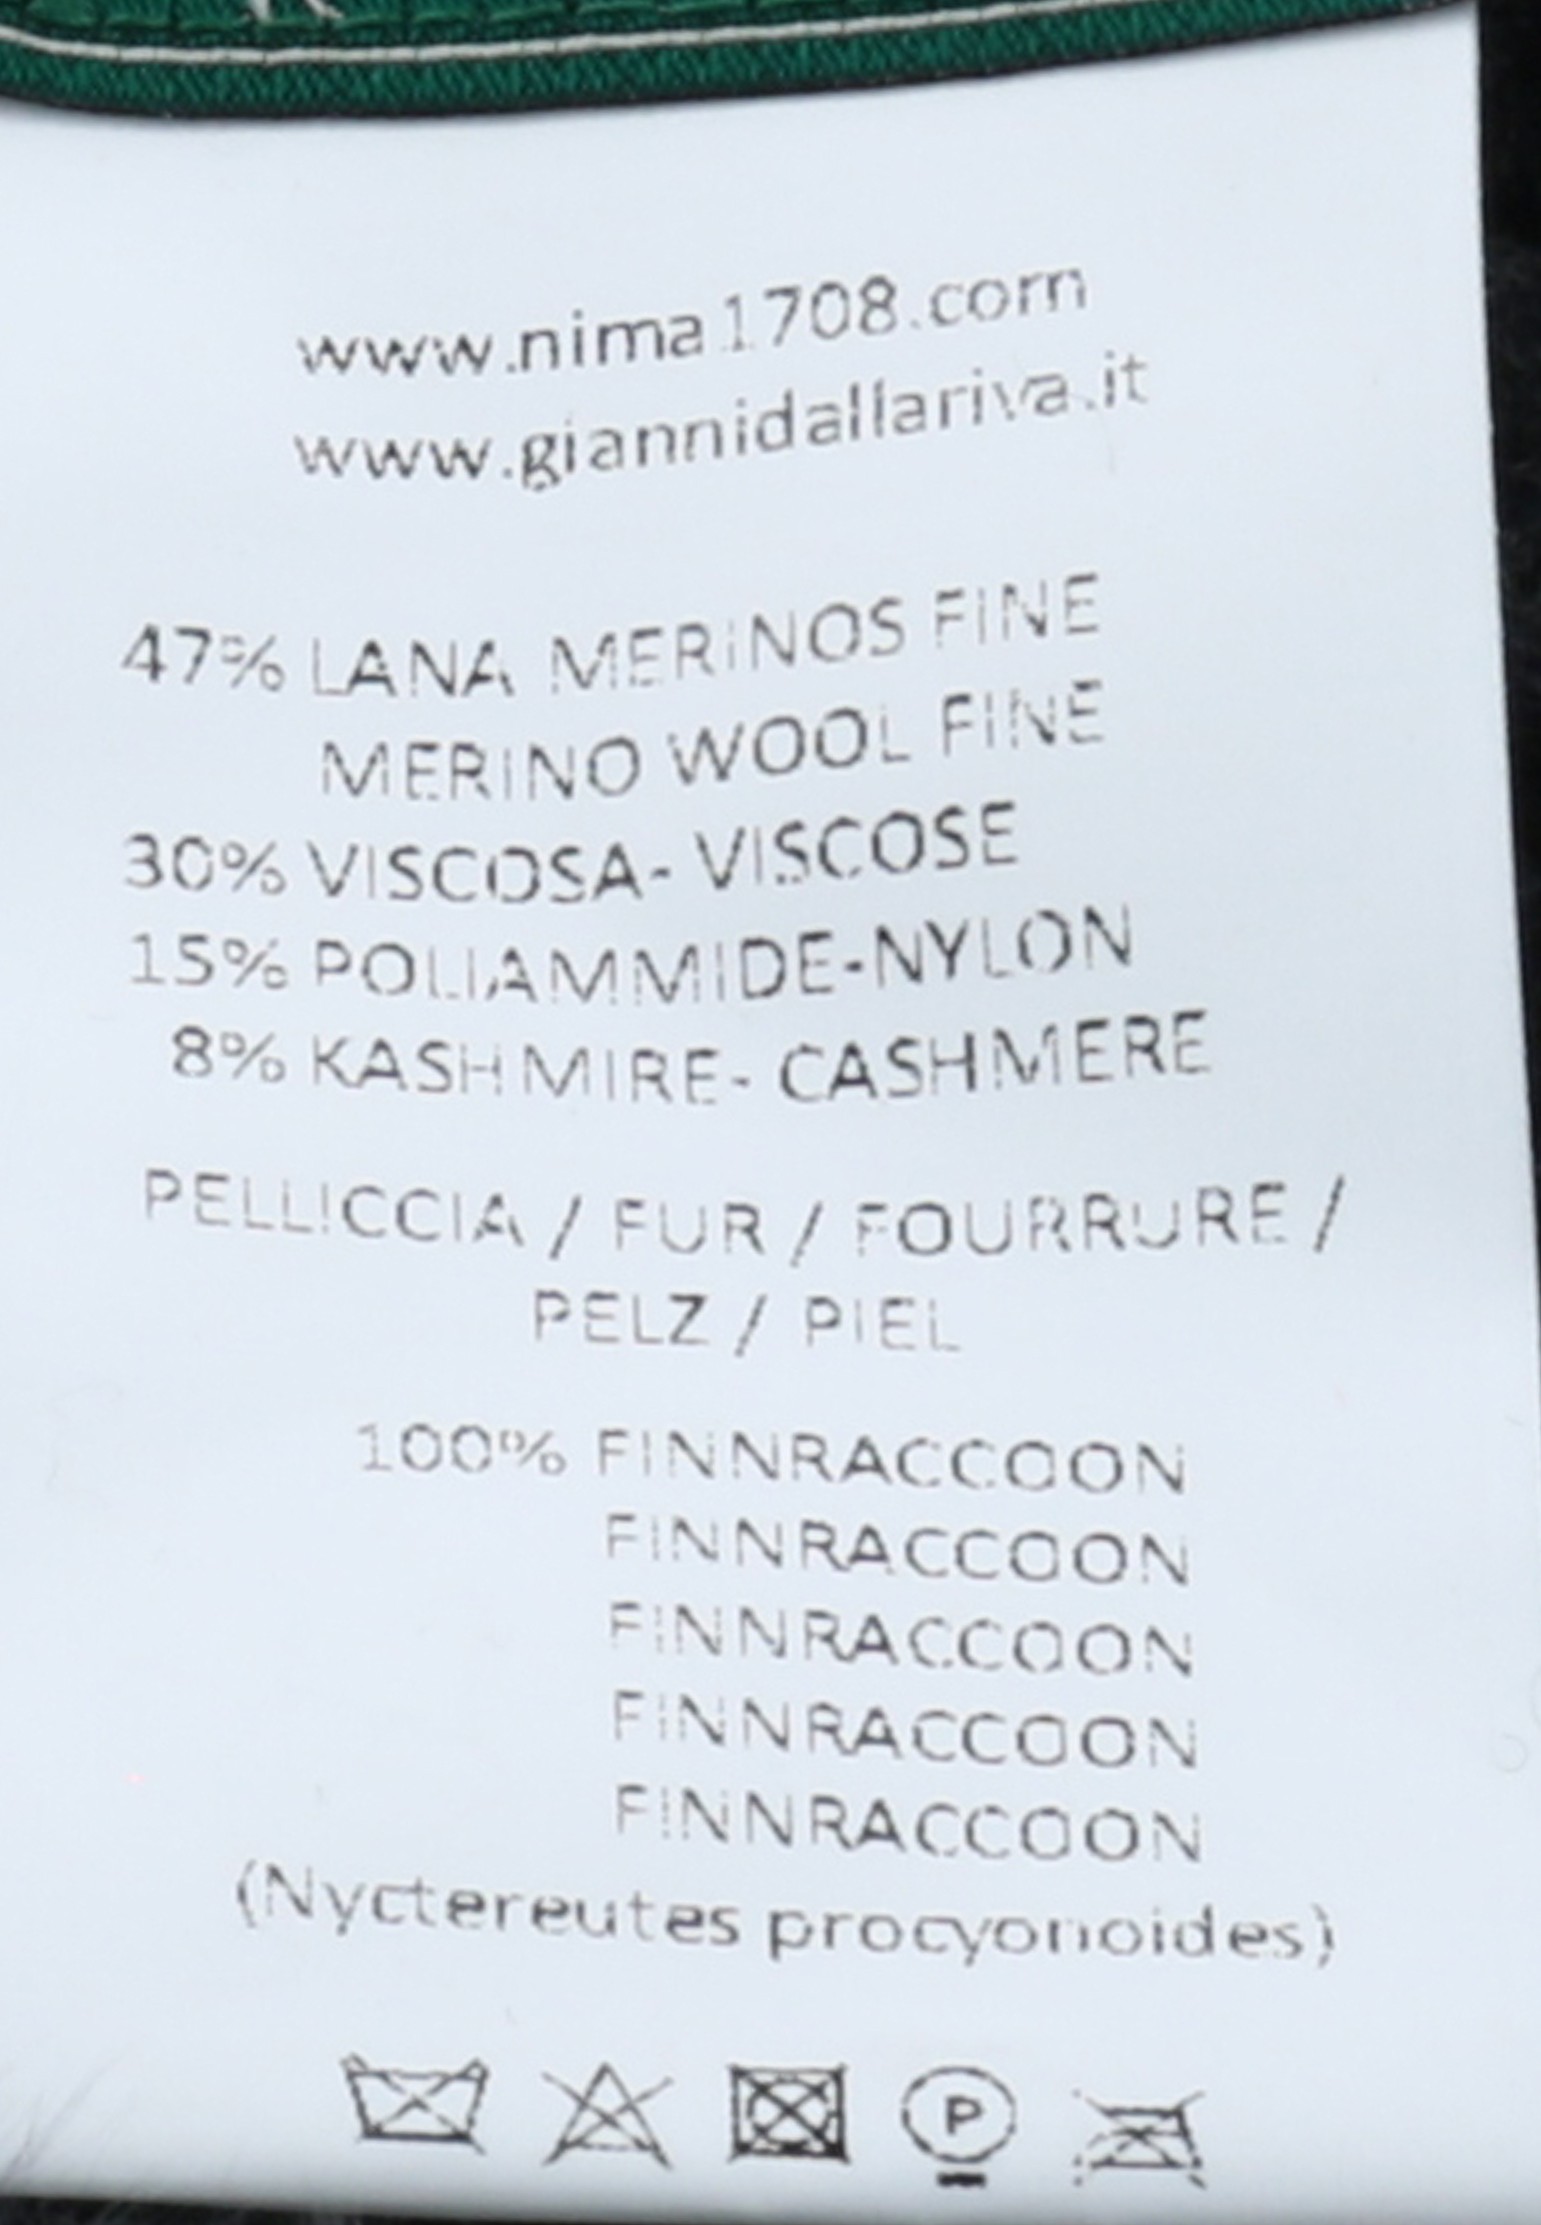 www.nima1708.com
www.giannidallariva.it
47% LANA MERINOS FINE
MERINO WOOL FINE
30% VISCOSA- VISCOSE
15% POLIAMMIDE-NYLON
8% KASHMIRE- CASHMERE
PELLICCIA / FUR / FOURRURE /
PELZ / PIEL
100% FINNRACCOON
FINNRACCOON
FINNRACCOON
FINNRACCOON
FINNRACCOON
(Nyctereutes procyonoides)
P